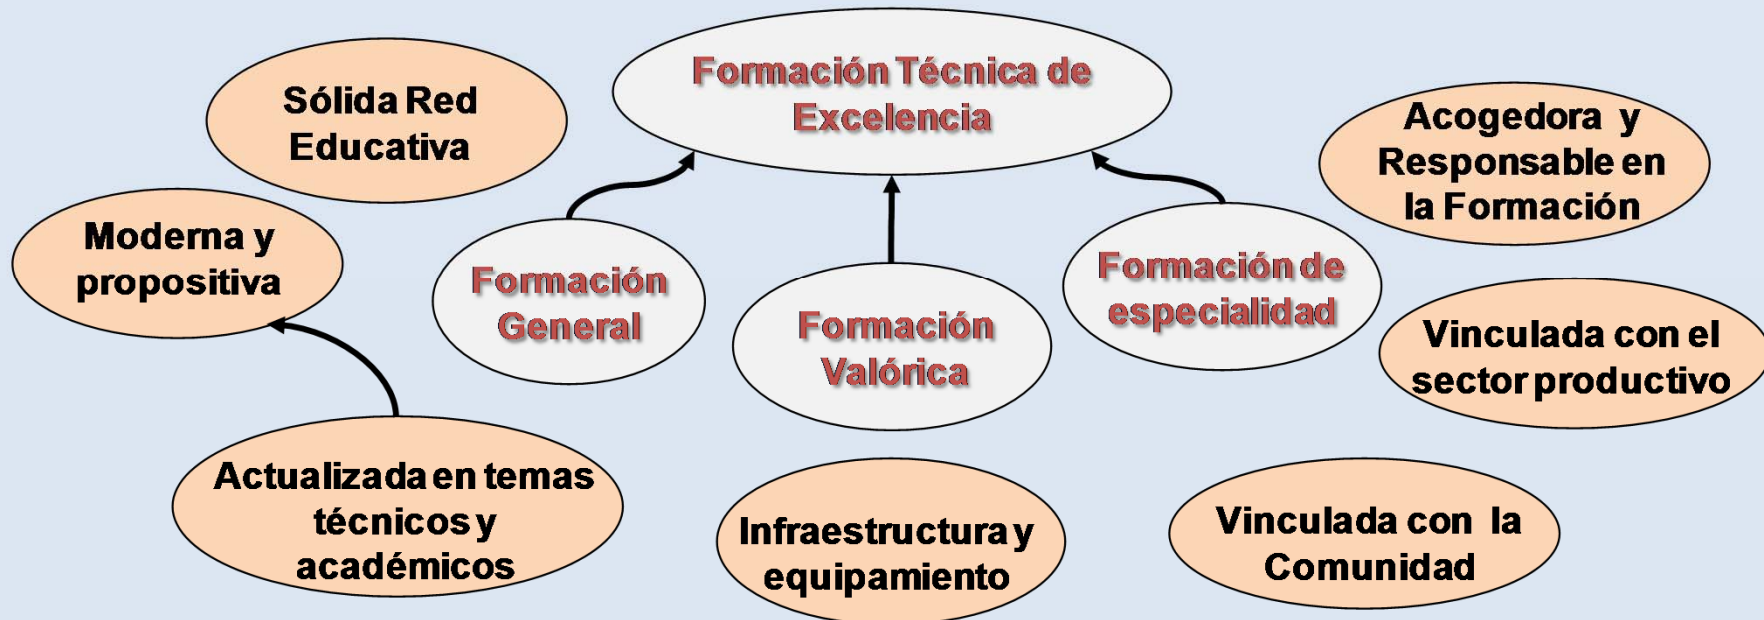 Formación Técnica de
Excelencia
Sólida Red
Educativa
Acogedora y
Responsable en
la Formación
Moderna y
propositiva
Formación
General
Formación
Valórica
Formación de
especialidad
Vinculada con el
sector productivo
Actualizada en temas
técnicos y
académicos
Infraestructura y
equipamiento
Vinculada con la
Comunidad